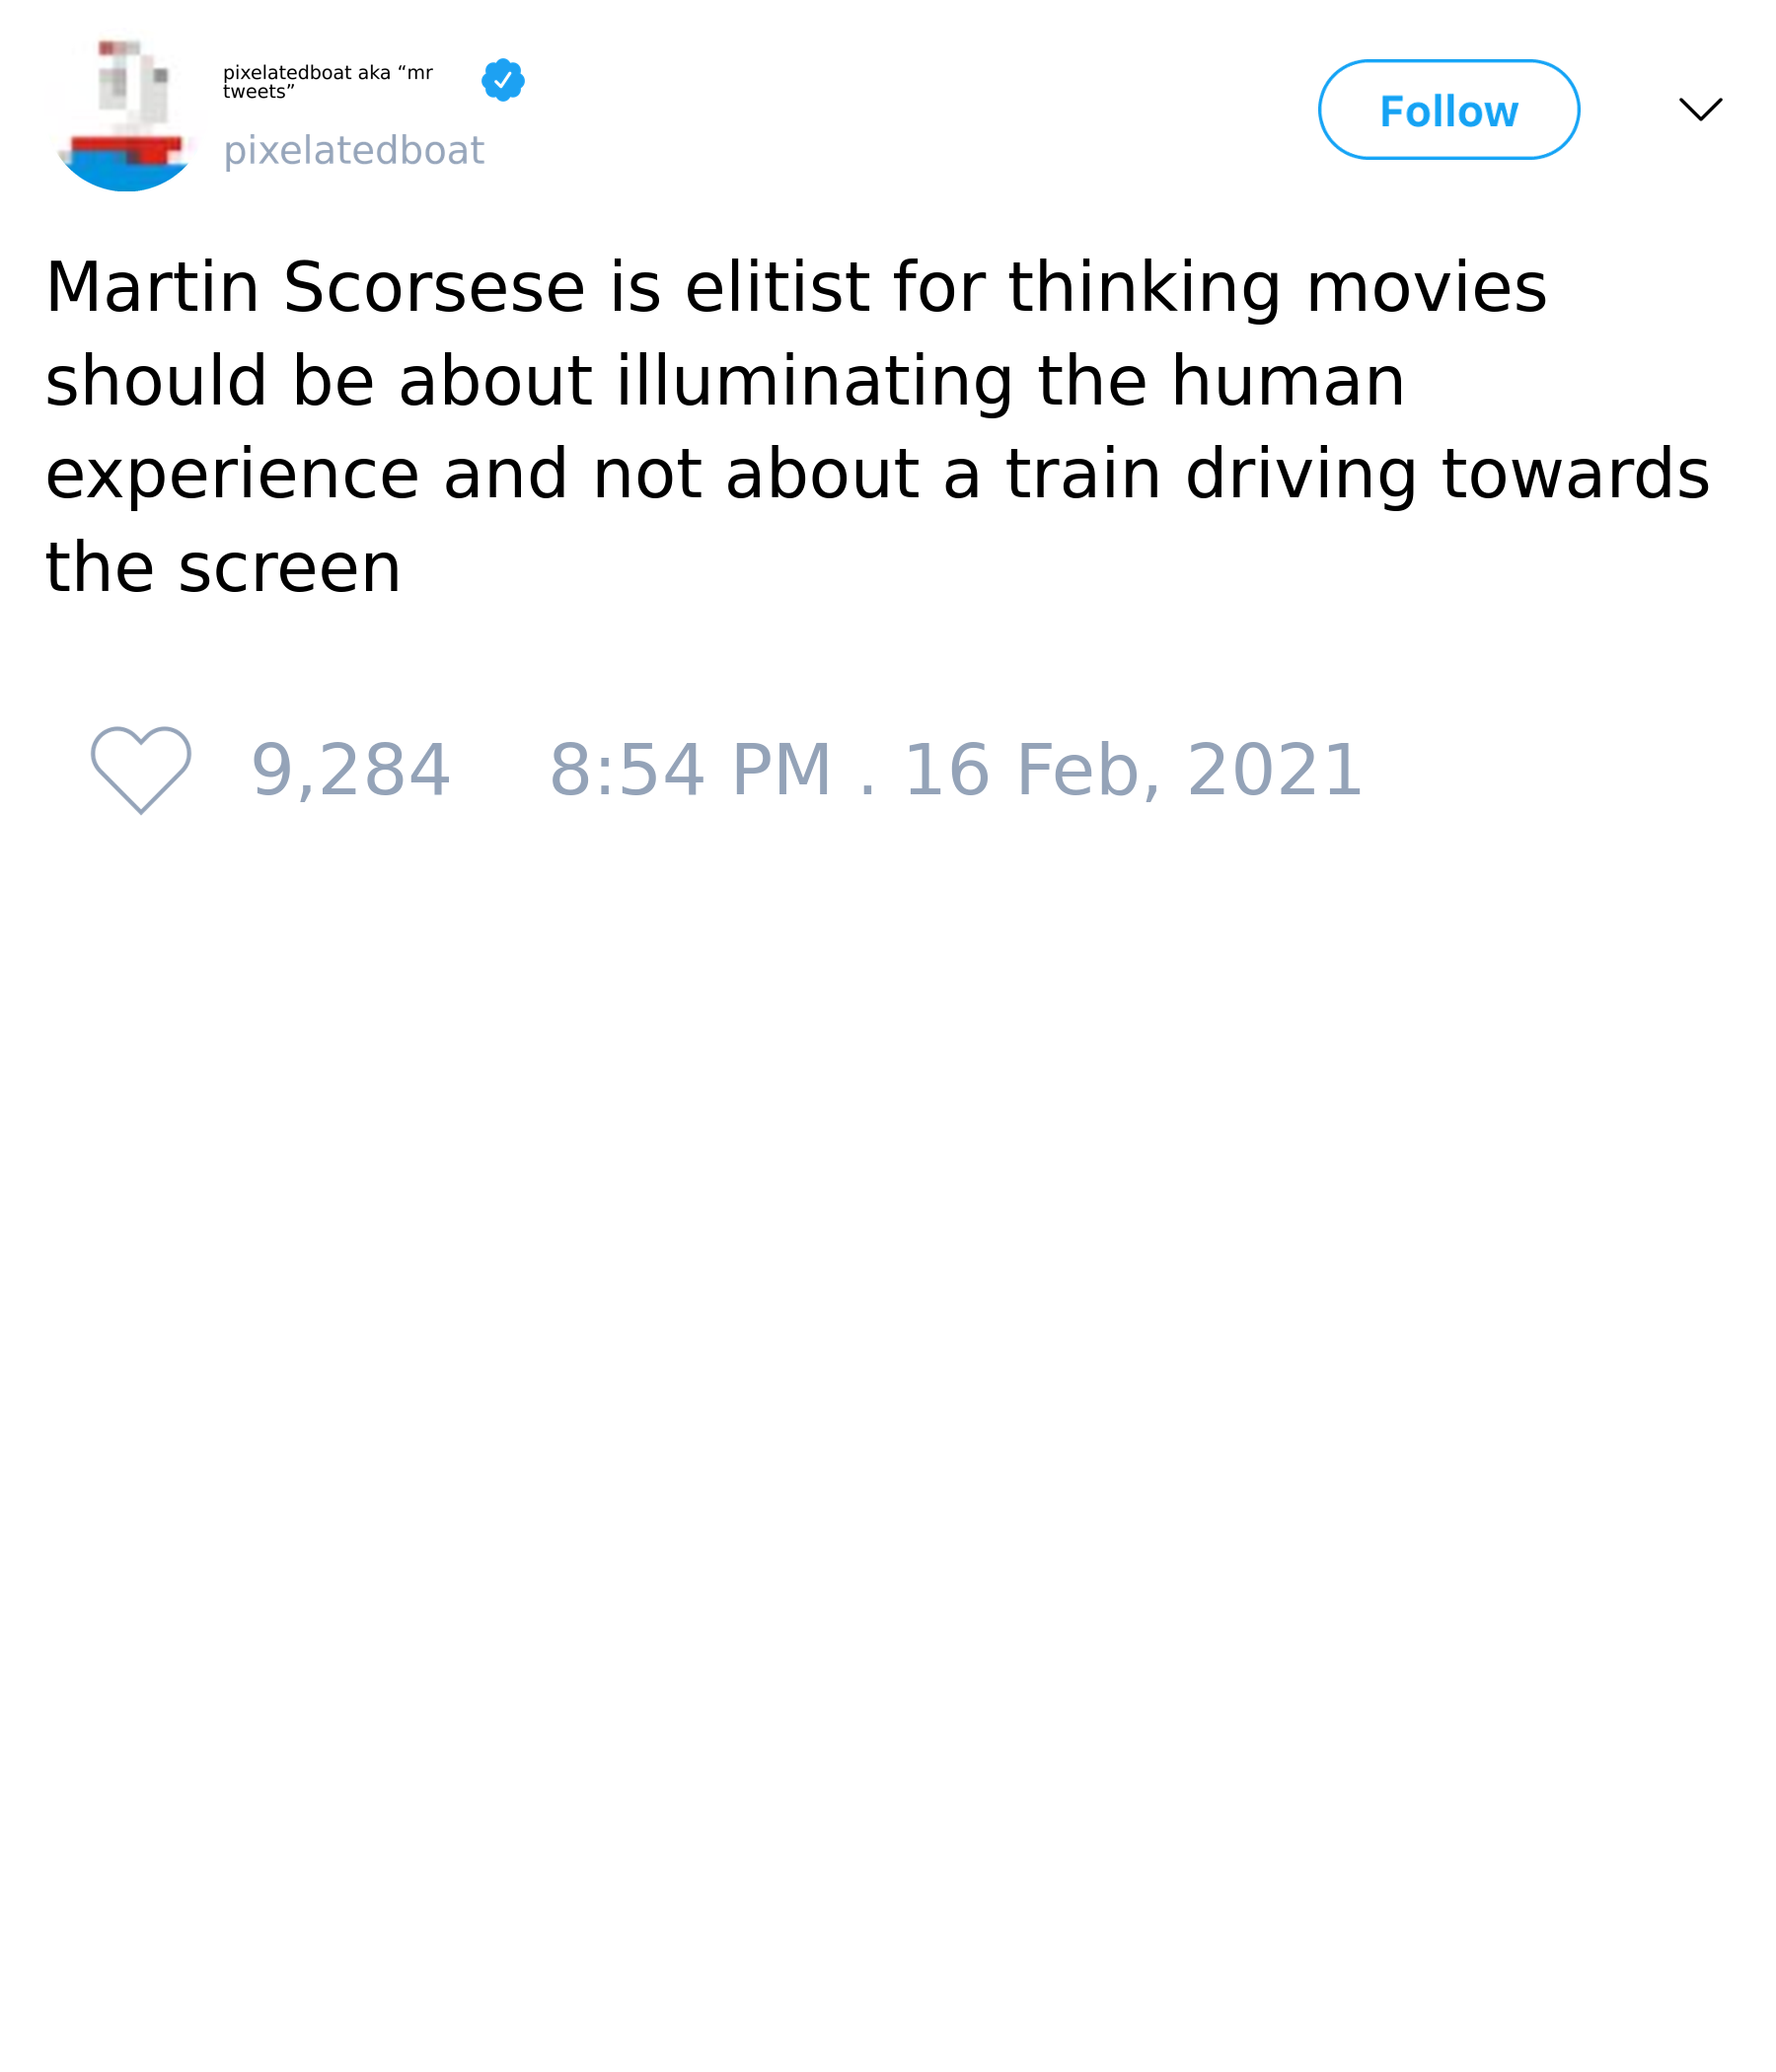 pixelatedboat aka “mr
tweets”
pixelatedboat
Follow
Martin Scorsese is elitist for thinking movies
should be about illuminating the human
experience and not about a train driving towards
the screen
9,284 8:54 PM . 16 Feb, 2021